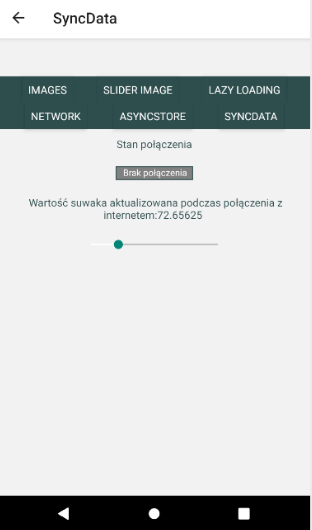 SyncData
IMAGES SLIDER IMAGE LAZY LOADING
NETWORK ASYNCSTORE SYNCDATA
Stan połączenia
Brak połączenia
Wartość suwaka aktualizowana podczas połączenia z
internetem:72.65625